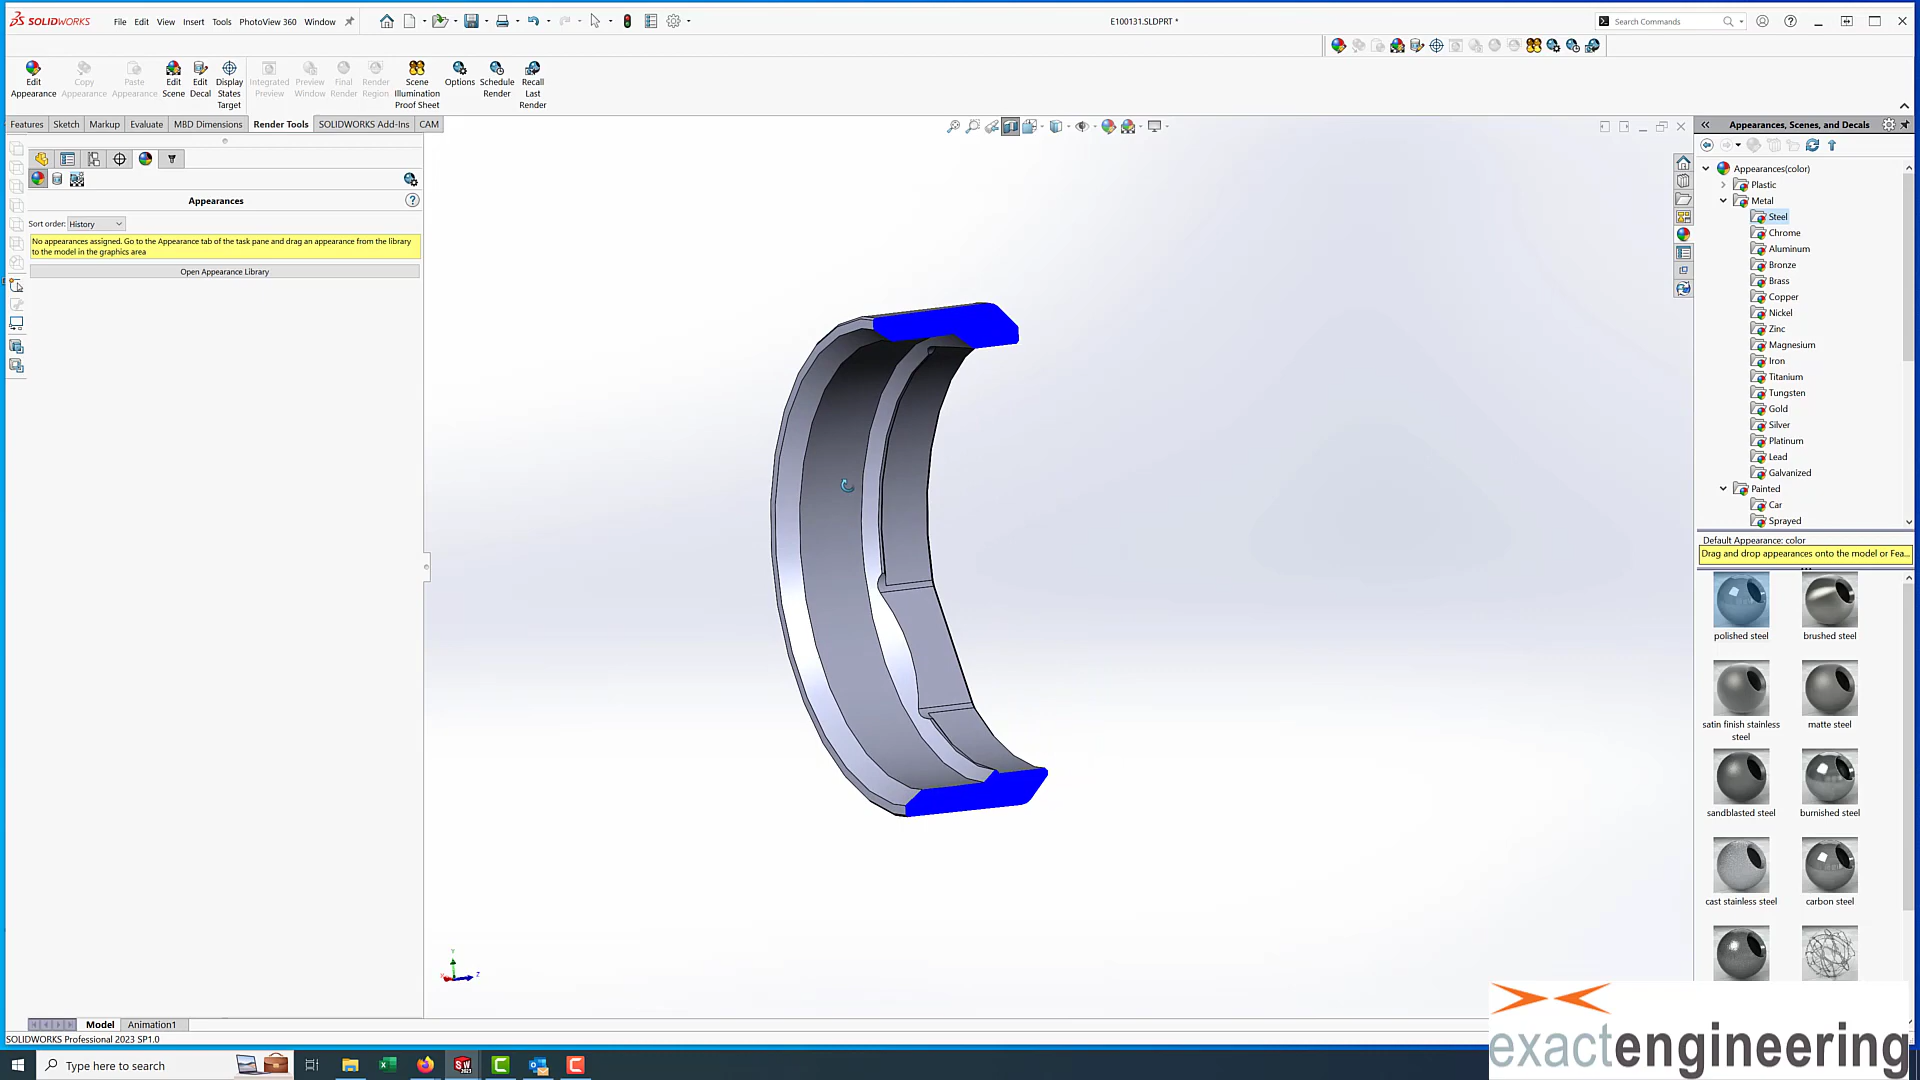 SOLIDWORKS File Edit View Insert Tools PhotoView 360 Window
E100131.SLDPRT *
Search Commands
Edit Appearance
Copy Appearance
Paste Appearance
Edit Scene
Edit Decal
Display States Target
Integrated Preview
Preview Window
Final Render
Render Region
Scene Illumination Proof Sheet
Options
Schedule Render
Recall Last Render
Features Sketch Markup Evaluate MBD Dimensions Render Tools SOLIDWORKS Add-Ins CAM
Appearances
Sort order: History
No appearances assigned. Go to the Appearance tab of the task pane and drag an appearance from the library
to the model in the graphics area
Open Appearance Library
Y
X
Z
Appearances, Scenes, and Decals
Appearances(color)
Plastic
Metal
Steel
Chrome
Aluminum
Bronze
Brass
Copper
Nickel
Zinc
Magnesium
Iron
Titanium
Tungsten
Gold
Silver
Platinum
Lead
Galvanized
Painted
Car
Sprayed
Default Appearance: color
Drag and drop appearances onto the model or Fea...
polished steel
brushed steel
satin finish stainless
steel
matte steel
sandblasted steel
burnished steel
cast stainless steel
carbon steel
Model Animation1
SOLIDWORKS Professional 2023 SP1.0
Type here to search
exactengineering